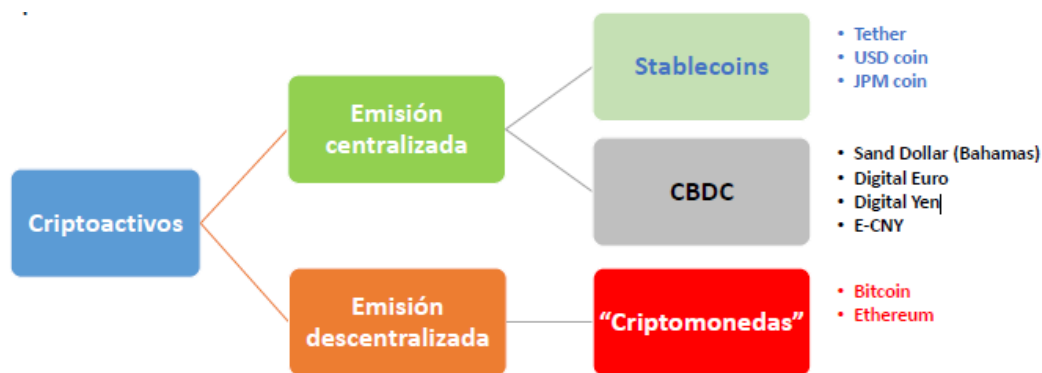 Criptoactivos
Emisión
centralizada
Stablecoins
• Tether
• USD coin
• JPM coin
CBDC
• Sand Dollar (Bahamas)
• Digital Euro
• Digital Yen
• E-CNY
Emisión
descentralizada
“Criptomonedas”
• Bitcoin
• Ethereum